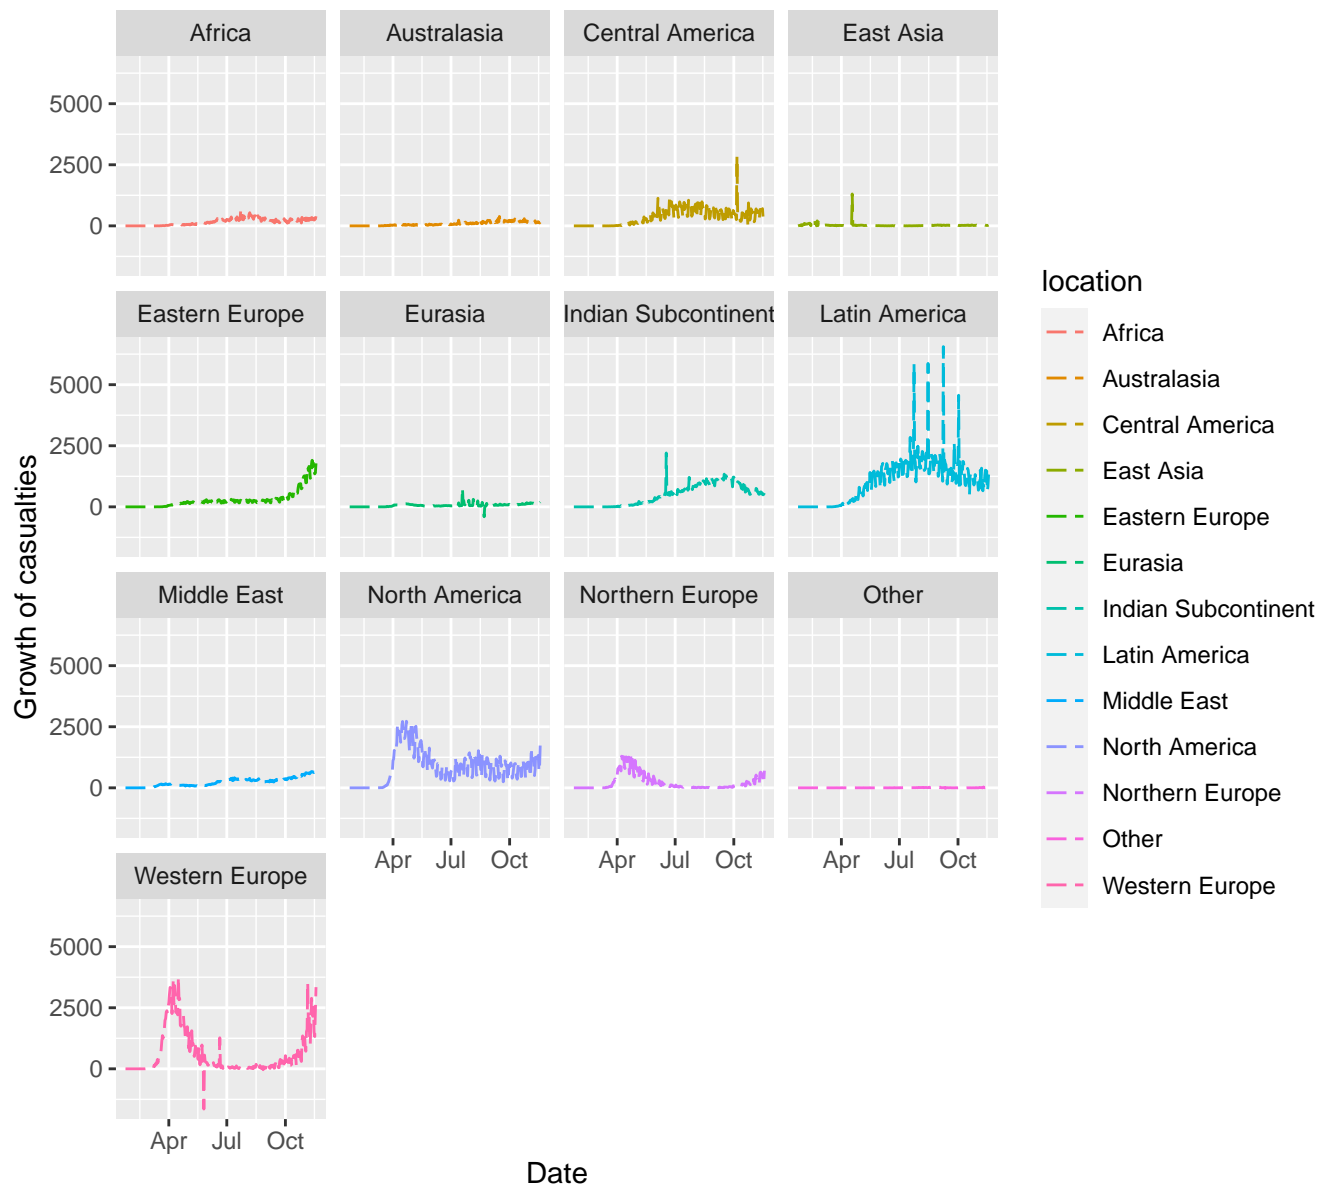 Africa
Australasia
Central America
East Asia
5000
2500
0
Eastern Europe
Eurasia
Indian Subcontinent
Latin America
5000
2500
0
Middle East
North America
Northern Europe
Other
5000
2500
0
Apr Jul Oct
Apr Jul Oct
Apr Jul Oct
Western Europe
5000
2500
0
Apr Jul Oct
Date
Growth of casualties
location
Africa
Australasia
Central America
East Asia
Eastern Europe
Eurasia
Indian Subcontinent
Latin America
Middle East
North America
Northern Europe
Other
Western Europe